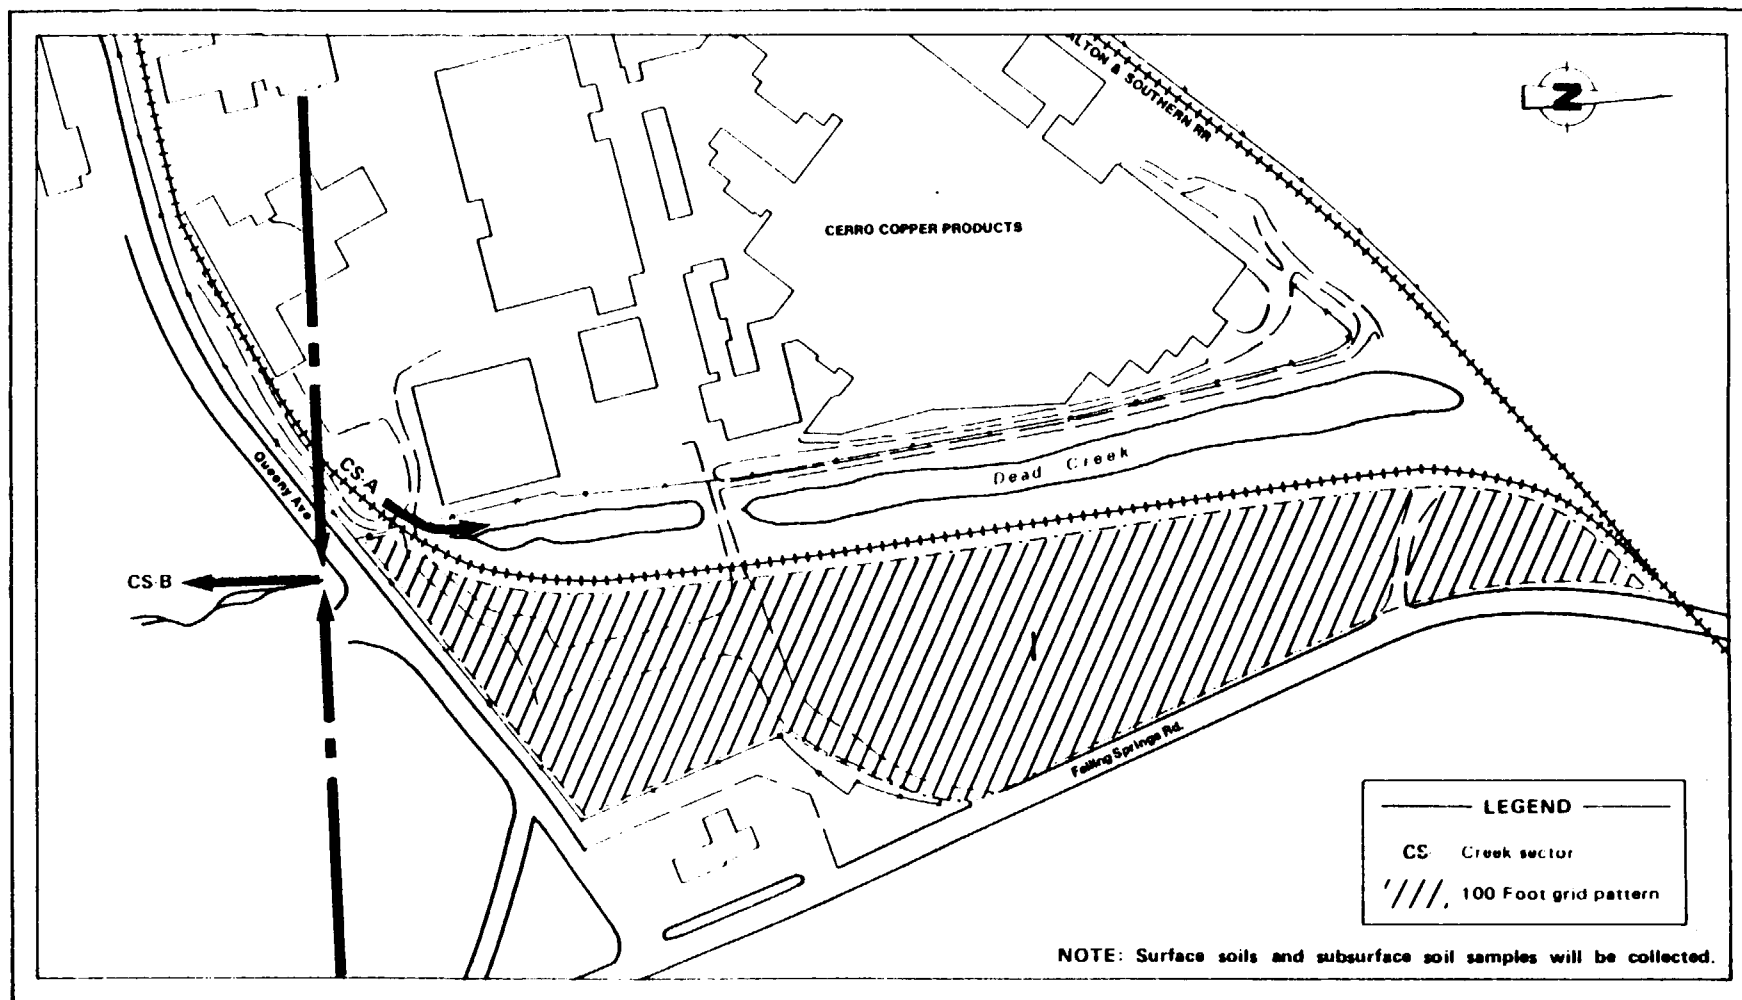 ALTON & SOUTHERN RR
N
CERRO COPPER PRODUCTS
Queeny Ave
CS-A
Dead Creek
CS-B
I
Falling Springs Rd.
LEGEND
CS Creek sector
100 Foot grid pattern
NOTE: Surface soils and subsurface soil samples will be collected.